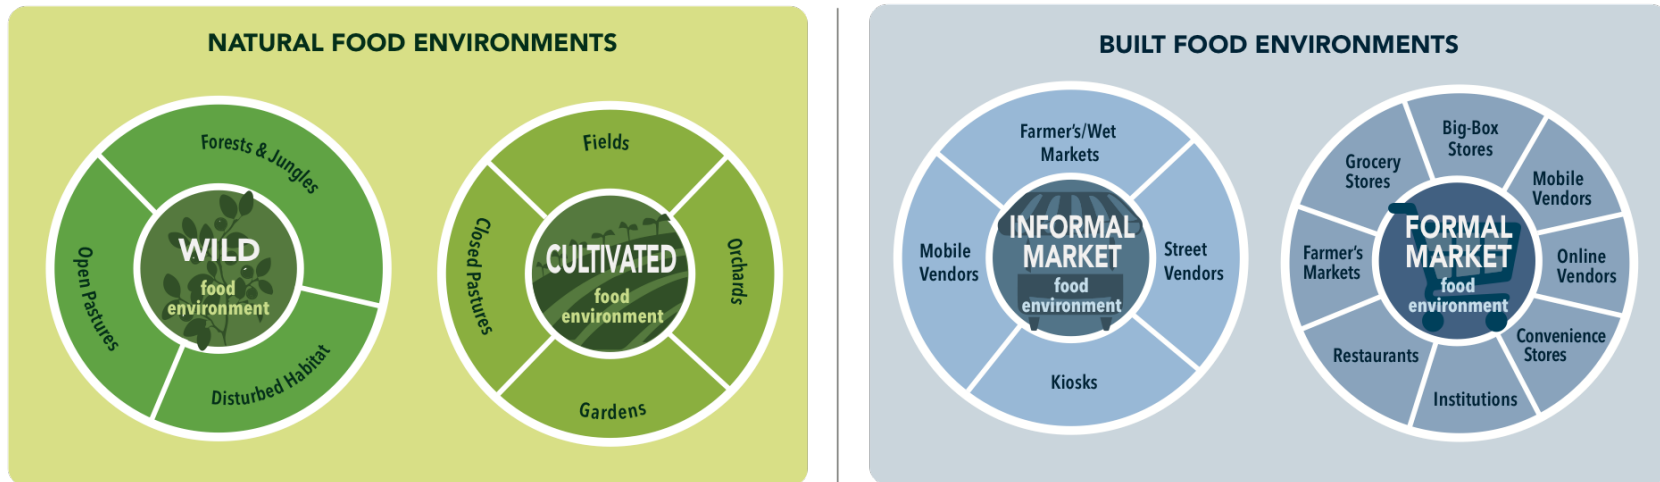 NATURAL FOOD ENVIRONMENTS
Forests & Jungles
Open Pastures
Disturbed Habitat
WILD
food
environment
Fields
Closed Pastures
Orchards
Gardens
CULTIVATED
food
environment
BUILT FOOD ENVIRONMENTS
Farmer's/Wet
Markets
Mobile
Vendors
Street
Vendors
Kiosks
INFORMAL
MARKET
food
environment
Big-Box
Stores
Grocery
Stores
Mobile
Vendors
Farmer's
Markets
Online
Vendors
Restaurants
Convenience
Stores
Institutions
FORMAL
MARKET
food
environment